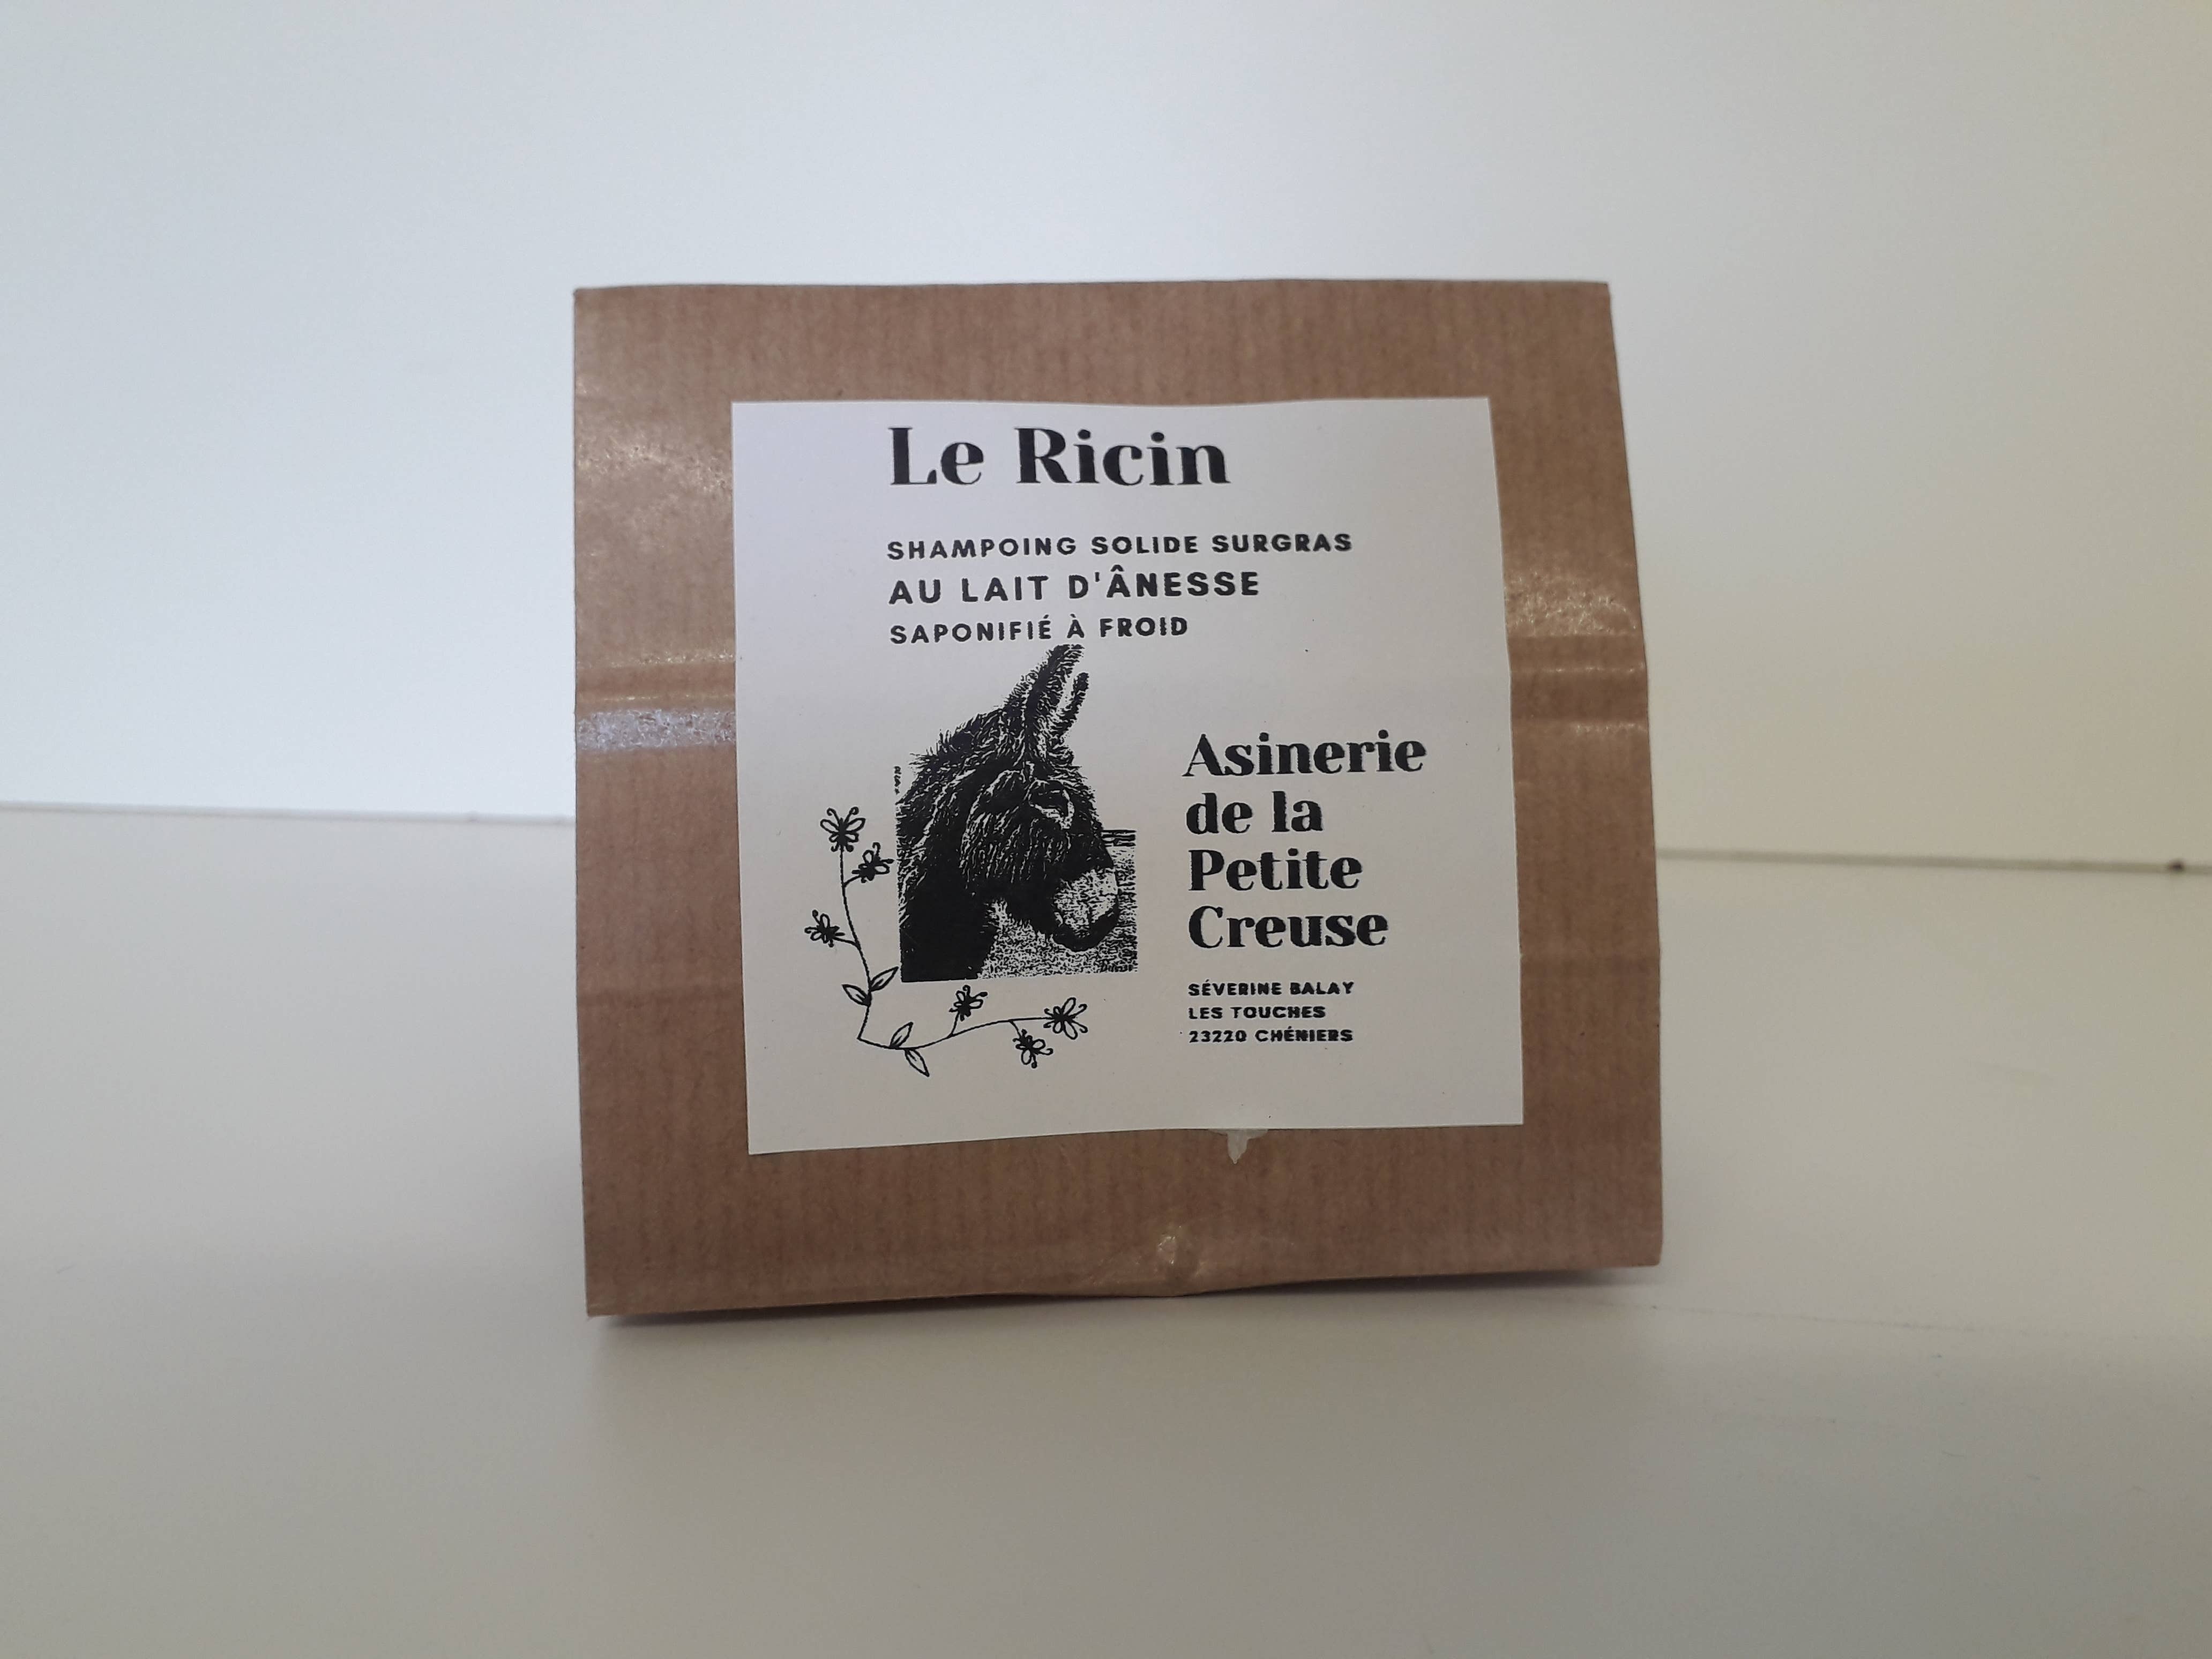 Le Ricin
SHAMPOING SOLIDE SURGRAS
AU LAIT D'ÂNESSE
SAPONIFIÉ À FROID
Asinerie
de la
Petite
Creuse
SÉVERINE BALAY
LES TOUCHES
23220 CHÉNIERS